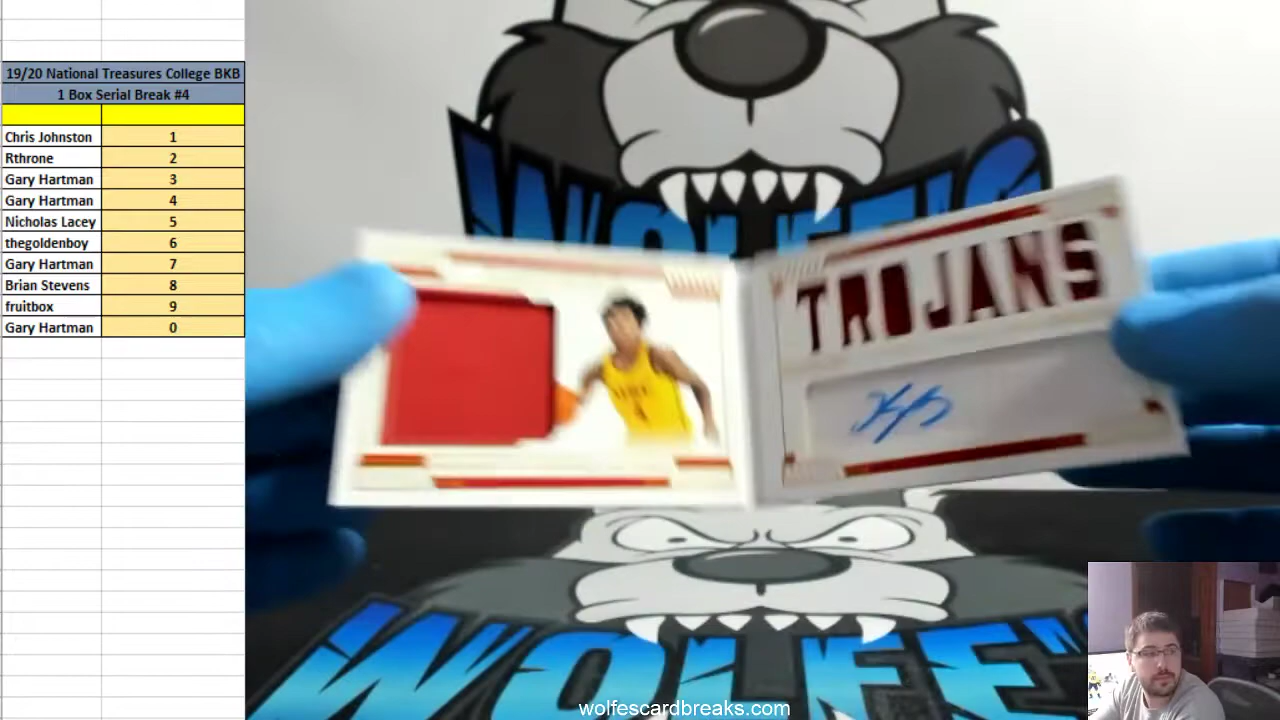 19/20 National Treasures College BKB
1 Box Serial Break #4
Chris Johnston 1
Rthrone 2
Gary Hartman 3
Gary Hartman 4
Nicholas Lacey 5
thegoldenboy 6
Gary Hartman 7
Brian Stevens 8
fruitbox 9
Gary Hartman 0
WOLFE'S
TROJANS
WOLFE'
wolfescardbreaks.com